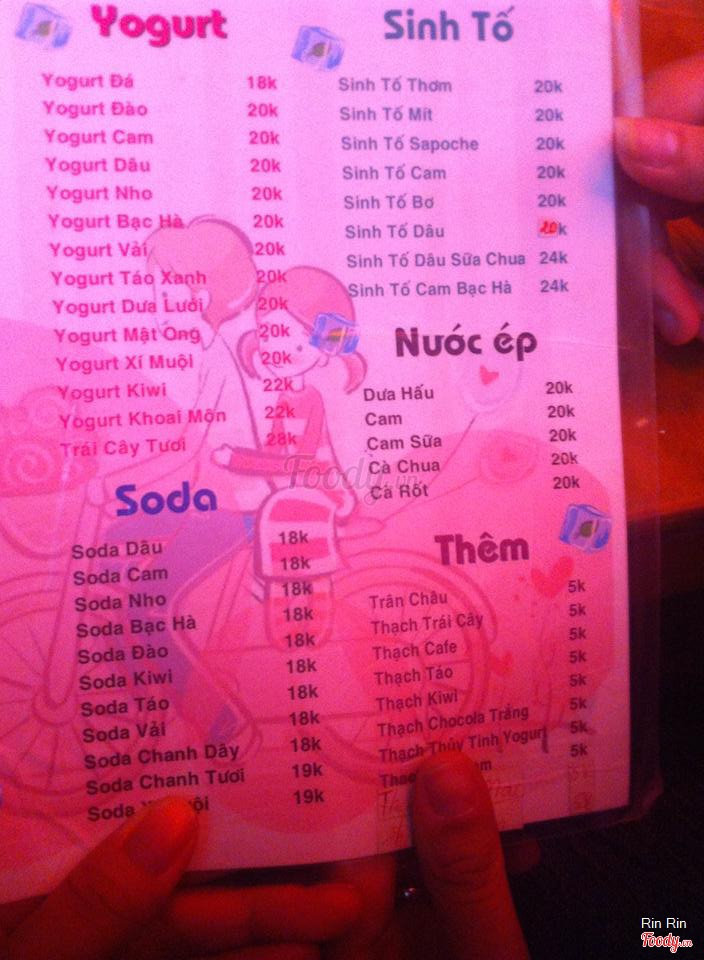 Yogurt
Yogurt Đá 18k
Yogurt Đào 20k
Yogurt Cam 20k
Yogurt Dâu 20k
Yogurt Nho 20k
Yogurt Bạc Hà 20k
Yogurt Vải 20k
Yogurt Táo Xanh 20k
Yogurt Dưa Lưới 20k
Yogurt Mật Ong 20k
Yogurt Xí Muội 20k
Yogurt Kiwi 22k
Yogurt Khoai Môn 22k
Trái Cây Tươi 28k
Soda
Soda Dâu 18k
Soda Cam 18k
Soda Nho 18k
Soda Bạc Hà 18k
Soda Đào 18k
Soda Kiwi 18k
Soda Táo 18k
Soda Vải 18k
Soda Chanh Dây 18k
Soda Chanh Tươi 19k
Soda 19k
Sinh Tố
Sinh Tố Thơm 20k
Sinh Tố Mít 20k
Sinh Tố Sapoche 20k
Sinh Tố Cam 20k
Sinh Tố Bơ 20k
Sinh Tố Dâu 20k
Sinh Tố Dâu Sữa Chua 24k
Sinh Tố Cam Bạc Hà 24k
Nước ép
Dưa Hấu 20k
Cam 20k
Cam Sữa 20k
Cà Chua 20k
Cà Rốt 20k
Thêm
Trân Châu 5k
Thạch Trái Cây 5k
Thạch Cafe 5k
Thạch Táo 5k
Thạch Kiwi 5k
Thạch Chocola Trắng 5k
Thạch Thủy Tinh Yogurt 5k
5k
Foody.vn
Rin Rin
Foody.vn